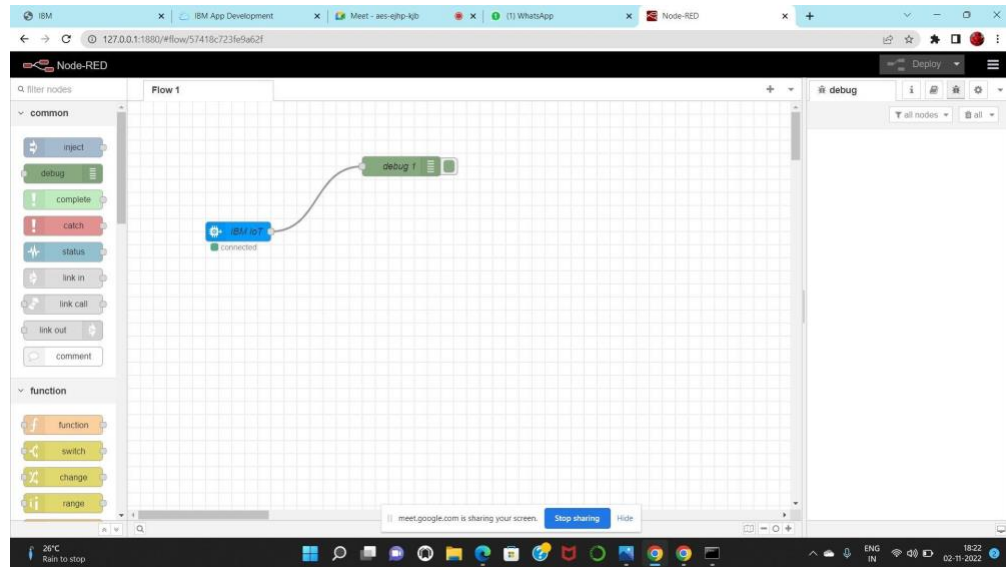 IBM
IBM App Development
Meet - aes-ejhp-kjb
(1) WhatsApp
Node-RED
127.0.0.1:1880/#flow/57418c723fe9a62f
Node-RED
Deploy
filter nodes
Flow 1
debug
i
all nodes
all
common
inject
debug
complete
catch
status
link in
link call
link out
comment
function
function
switch
change
range
debug 1
IBM IoT
connected
meet.google.com is sharing your screen.
Stop sharing
Hide
26°C
Rain to stop
ENG
IN
18:22
02-11-2022